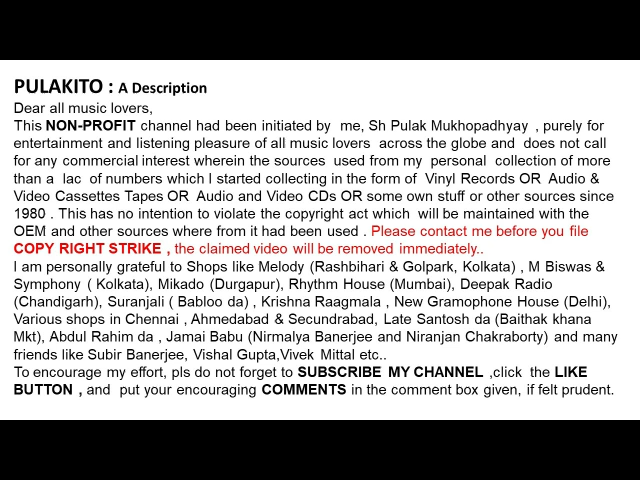 PULAKITO : A Description
Dear all music lovers,
This NON-PROFIT channel had been initiated by me, Sh Pulak Mukhopadhyay , purely for
entertainment and listening pleasure of all music lovers across the globe and does not call
for any commercial interest wherein the sources used from my personal collection of more
than a lac of numbers which I started collecting in the form of Vinyl Records OR Audio &
Video Cassettes Tapes OR Audio and Video CDs OR some own stuff or other sources since
1980 . This has no intention to violate the copyright act which will be maintained with the
OEM and other sources where from it had been used . Please contact me before you file
COPY RIGHT STRIKE , the claimed video will be removed immediately..
I am personally grateful to Shops like Melody (Rashbihari & Golpark, Kolkata) , M Biswas &
Symphony ( Kolkata), Mikado (Durgapur), Rhythm House (Mumbai), Deepak Radio
(Chandigarh), Suranjali ( Babloo da) , Krishna Raagmala , New Gramophone House (Delhi),
Various shops in Chennai , Ahmedabad & Secundrabad, Late Santosh da (Baithak khana
Mkt), Abdul Rahim da , Jamai Babu (Nirmalya Banerjee and Niranjan Chakraborty) and many
friends like Subir Banerjee, Vishal Gupta,Vivek Mittal etc..
To encourage my effort, pls do not forget to SUBSCRIBE MY CHANNEL ,click the LIKE
BUTTON , and put your encouraging COMMENTS in the comment box given, if felt prudent.